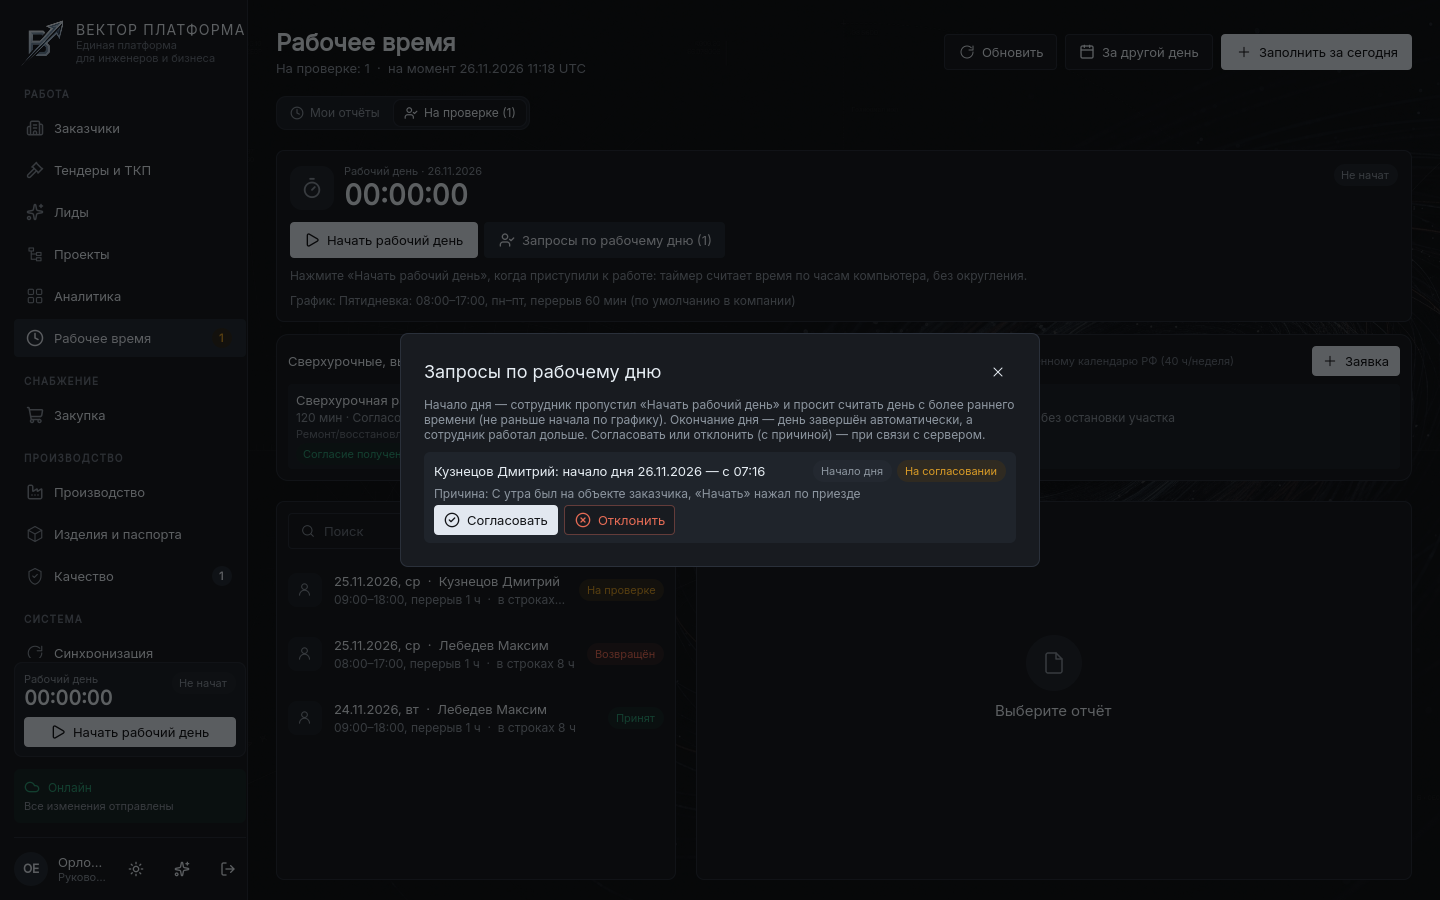 ВЕКТОР ПЛАТФОРМА
Единая платформа
для инженеров и бизнеса
РАБОТА
Заказчики
Тендеры и ТКП
Лиды
Проекты
Аналитика
Рабочее время
1
СНАБЖЕНИЕ
Закупка
ПРОИЗВОДСТВО
Производство
Изделия и паспорта
Качество
1
СИСТЕМА
Синхронизация
Рабочий день
Не начат
00:00:00
Начать рабочий день
Онлайн
Все изменения отправлены
ОЕ
Орло...
Руково...
Рабочее время
На проверке: 1 · на момент 26.11.2026 11:18 UTC
Обновить
За другой день
Заполнить за сегодня
Мои отчёты
На проверке (1)
Рабочий день · 26.11.2026
00:00:00
Не начат
Начать рабочий день
Запросы по рабочему дню (1)
Нажмите «Начать рабочий день», когда приступили к работе: таймер считает время по часам компьютера, без округления.
График: Пятидневка: 08:00–17:00, пн–пт, перерыв 60 мин (по умолчанию в компании)
Сверхурочные,
календарю РФ (40 ч/неделя)
Заявка
Сверхурочная
120 мин ·
без остановки участка
Согласие
Запросы по рабочему дню
Начало дня — сотрудник пропустил «Начать рабочий день» и просит считать день с более раннего
времени (не раньше начала по графику). Окончание дня — день завершён автоматически, а
сотрудник работал дольше. Согласовать или отклонить (с причиной) — при связи с сервером.
Кузнецов Дмитрий: начало дня 26.11.2026 — с 07:16
Начало дня
На согласовании
Причина: С утра был на объекте заказчика, «Начать» нажал по приезде
Согласовать
Отклонить
Поиск
25.11.2026, ср · Кузнецов Дмитрий
09:00–18:00, перерыв 1 ч · в строках...
На проверке
25.11.2026, ср · Лебедев Максим
08:00–17:00, перерыв 1 ч · в строках 8 ч
Возвращён
24.11.2026, вт · Лебедев Максим
09:00–18:00, перерыв 1 ч · в строках 8 ч
Принят
Выберите отчёт